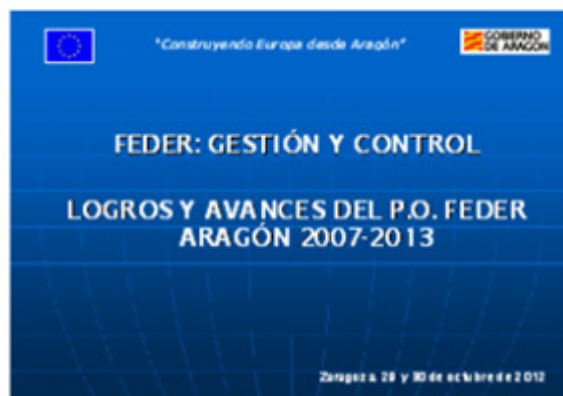 "Construyendo Europa desde Aragón"
GOBIERNO
DE ARAGON
FEDER: GESTIÓN Y CONTROL
LOGROS Y AVANCES DEL P.O. FEDER
ARAGÓN 2007-2013
Zaragoza, 29 y 30 de octubre de 2012